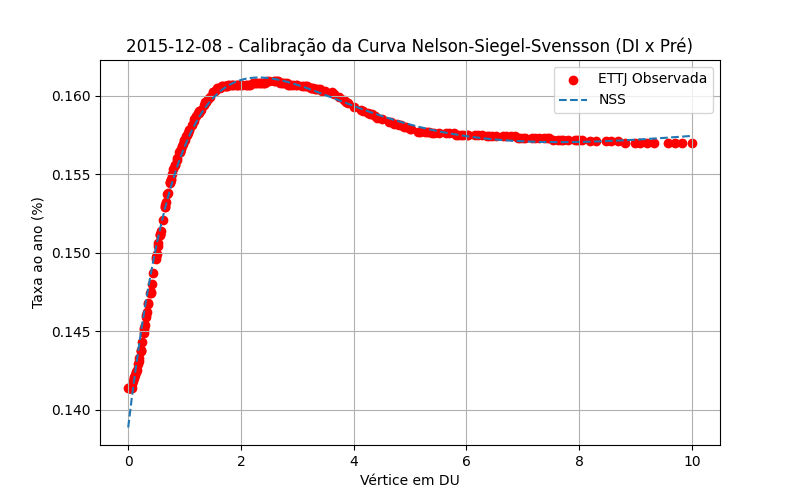 2015-12-08 - Calibração da Curva Nelson-Siegel-Svensson (DI x Pré)
ETTJ Observada
NSS
Taxa ao ano (%)
0.160
0.155
0.150
0.145
0.140
0 2 4 6 8 10
Vértice em DU